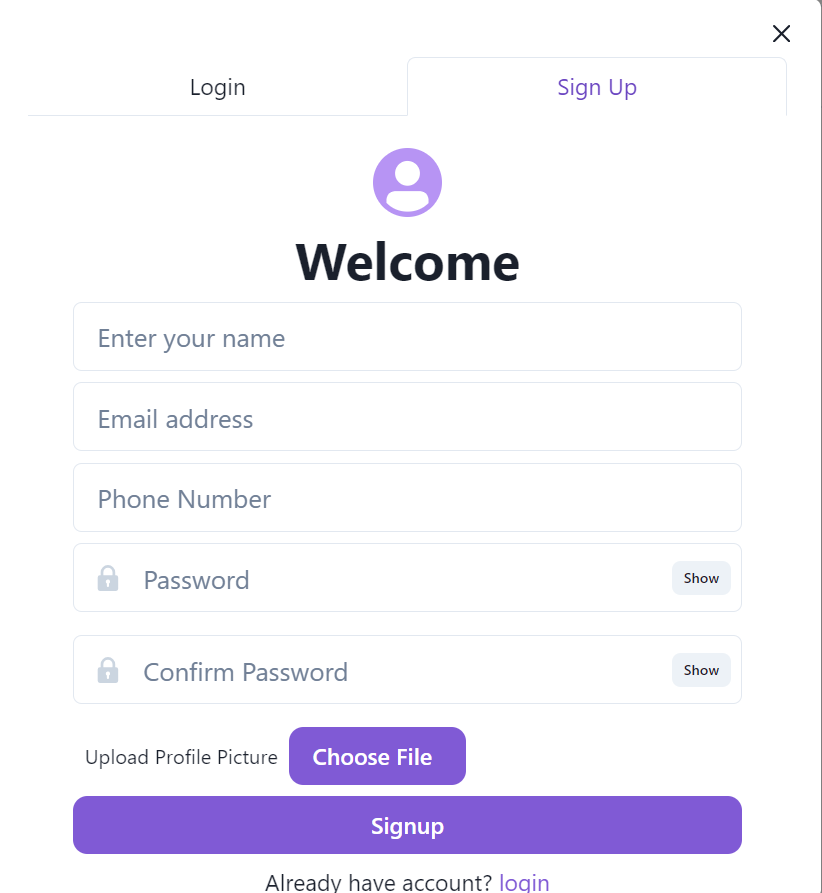 Login
Sign Up
Welcome
Enter your name
Email address
Phone Number
Password
Show
Confirm Password
Show
Upload Profile Picture
Choose File
Signup
Already have account? login